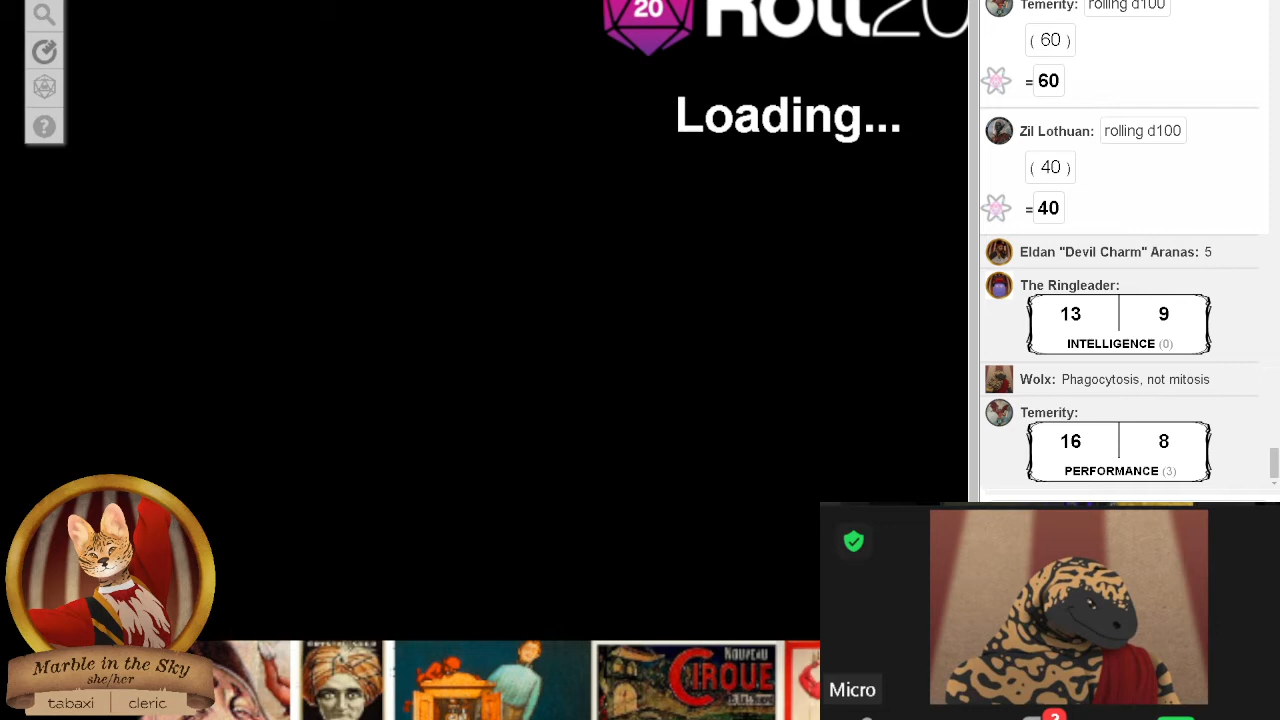 20 Roll20
Loading...
Temerity: rolling d100
( 60 )
=60
Zil Lothuan: rolling d100
( 40 )
=40
Eldan "Devil Charm" Aranas: 5
The Ringleader:
13 9
INTELLIGENCE (0)
Wolx: Phagocytosis, not mitosis
Temerity:
16 8
PERFORMANCE (3)
Marble in the Sky
she/her
tabaxi | cleric
NOUVEAU
CIRQUE
Micro
3